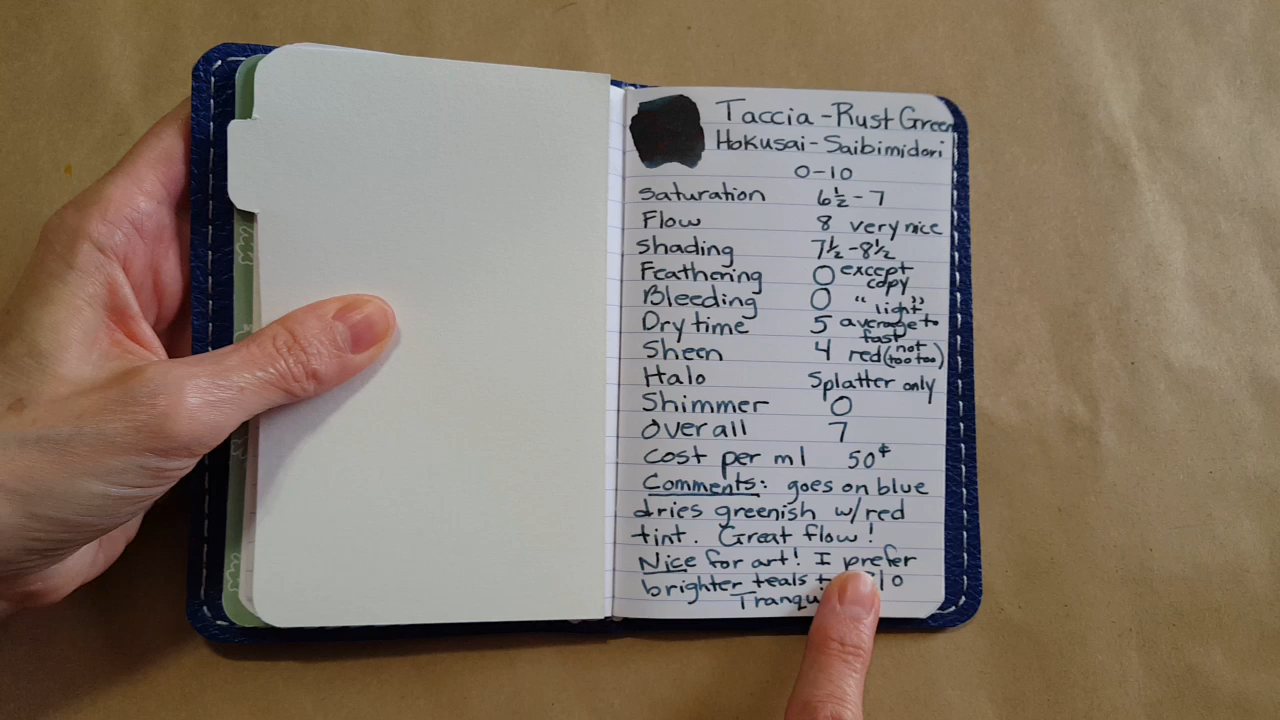 Taccia - Rust Green
Hokusai - Saibimidori
0-10
Saturation 6½ - 7
Flow 8 very nice
Shading 7½ - 8½
Feathering 0 except copy
Bleeding 0 "light"
Dry time 5 average to fast
Sheen 4 red (not too too)
Halo Splatter only
Shimmer 0
Overall 7
Cost per ml 50¢
Comments: goes on blue
dries greenish w/red
tint. Great flow!
Nice for art! I prefer
brighter teals